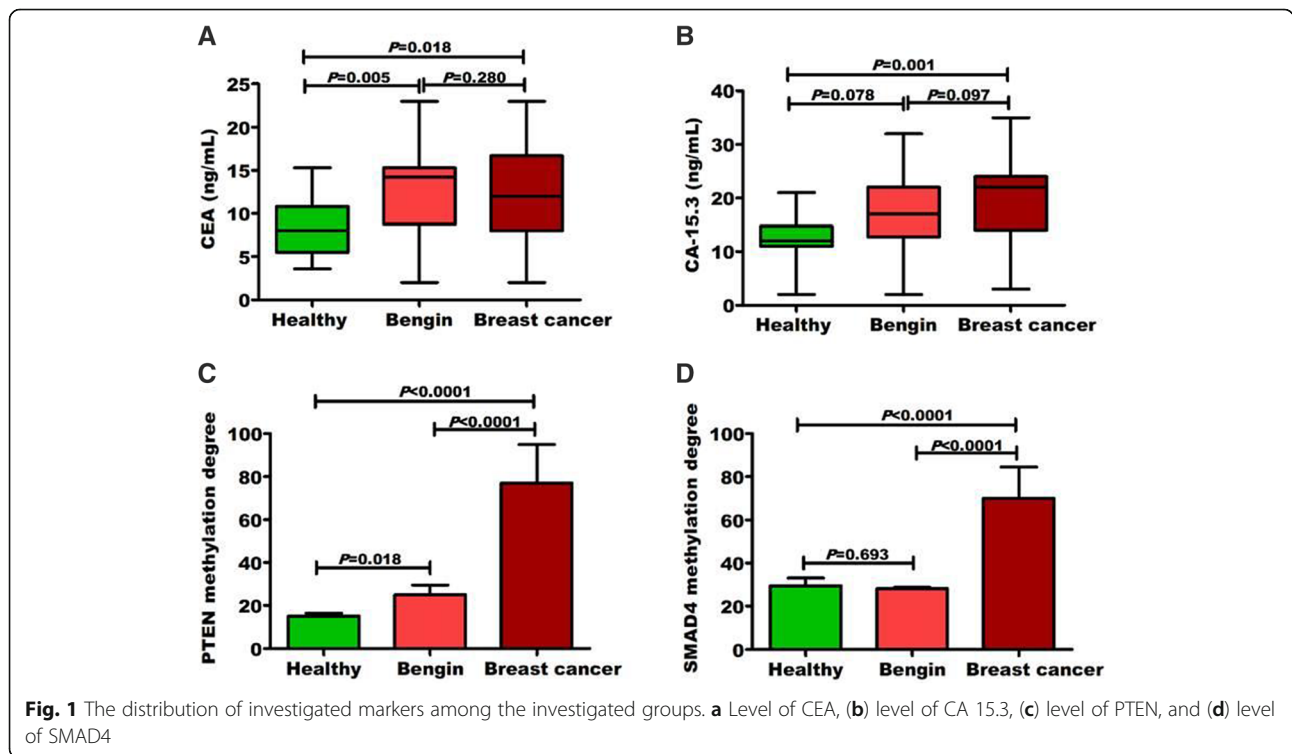 A
P=0.018
P=0.005
P=0.280
CEA (ng/mL)
25
20
15
10
5
0
Healthy Bengin Breast cancer
B
P=0.001
P=0.078
P=0.097
CA-15.3 (ng/mL)
40
30
20
10
0
Healthy Bengin Breast cancer
C
P<0.0001
P<0.0001
P=0.018
PTEN methylation degree
100
80
60
40
20
0
Healthy Bengin Breast cancer
D
P<0.0001
P<0.0001
P=0.693
SMAD4 methylation degree
100
80
60
40
20
0
Healthy Bengin Breast cancer
Fig. 1 The distribution of investigated markers among the investigated groups. a Level of CEA, (b) level of CA 15.3, (c) level of PTEN, and (d) level
of SMAD4